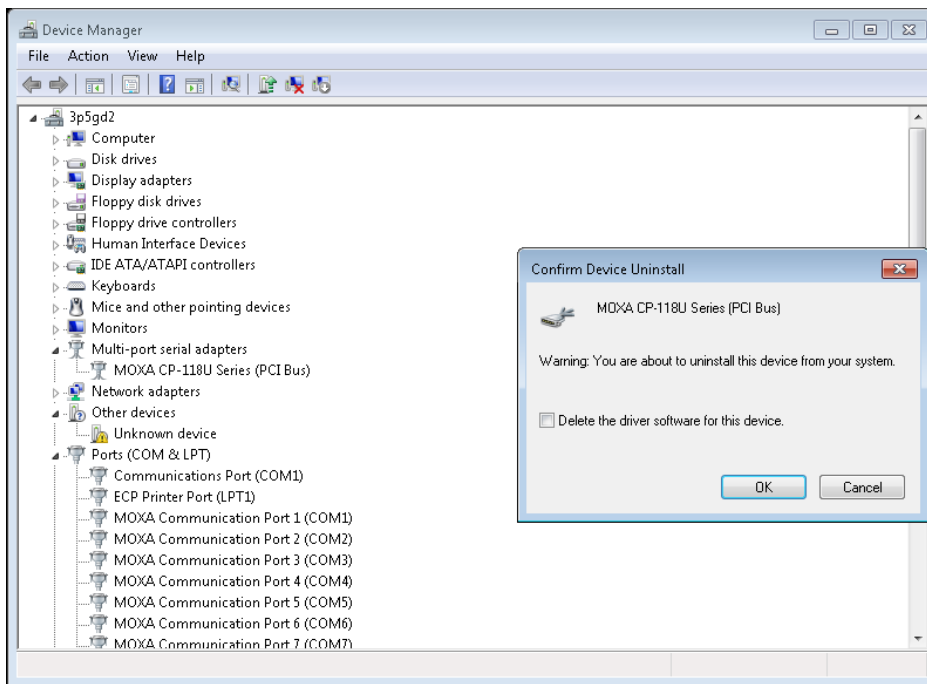 Device Manager
File Action View Help
3p5gd2
Computer
Disk drives
Display adapters
Floppy disk drives
Floppy drive controllers
Human Interface Devices
IDE ATA/ATAPI controllers
Keyboards
Mice and other pointing devices
Monitors
Multi-port serial adapters
MOXA CP-118U Series (PCI Bus)
Network adapters
Other devices
Unknown device
Ports (COM & LPT)
Communications Port (COM1)
ECP Printer Port (LPT1)
MOXA Communication Port 1 (COM1)
MOXA Communication Port 2 (COM2)
MOXA Communication Port 3 (COM3)
MOXA Communication Port 4 (COM4)
MOXA Communication Port 5 (COM5)
MOXA Communication Port 6 (COM6)
MOXA Communication Port 7 (COM7)
Confirm Device Uninstall
MOXA CP-118U Series (PCI Bus)
Warning: You are about to uninstall this device from your system.
Delete the driver software for this device.
OK Cancel